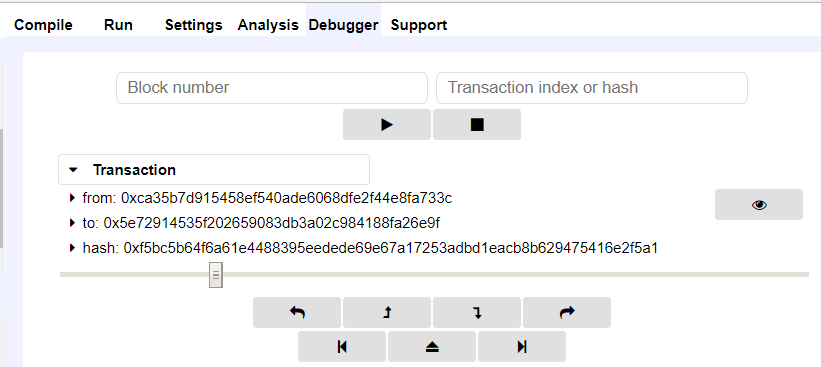 Compile Run Settings Analysis Debugger Support
Block number Transaction index or hash
Transaction
from: 0xca35b7d915458ef540ade6068dfe2f44e8fa733c
to: 0x5e72914535f202659083db3a02c984188fa26e9f
hash: 0xf5bc5b64f6a61e4488395eedede69e67a17253adbd1eacb8b629475416e2f5a1